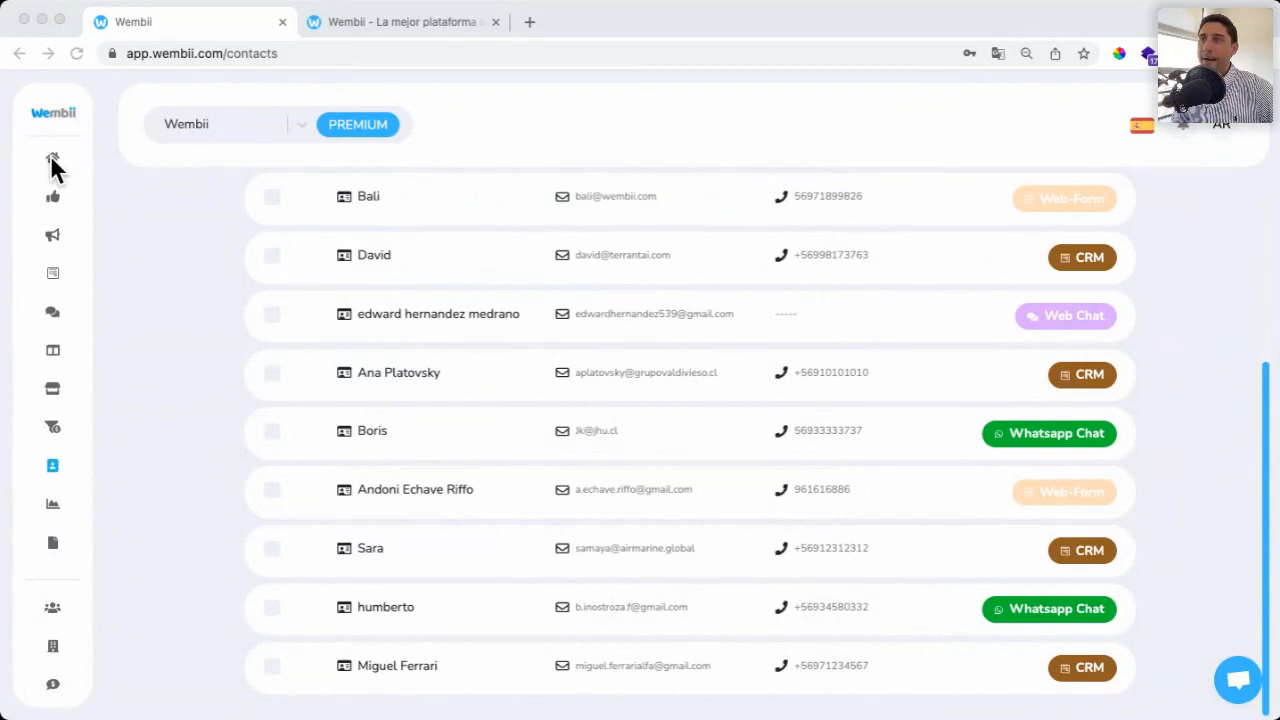 Wembii
Wembii - La mejor plataforma c
app.wembii.com/contacts
17
Wembii
Wembii PREMIUM
AR
Bali bali@wembii.com 56971899826 Web-Form
David david@terrantai.com +56998173763 CRM
edward hernandez medrano edwardhernandez539@gmail.com ----- Web Chat
Ana Platovsky aplatovsky@grupovaldivieso.cl +56910101010 CRM
Boris Jk@jhu.cl 56933333737 Whatsapp Chat
Andoni Echave Riffo a.echave.riffo@gmail.com 961616886 Web-Form
Sara samaya@airmarine.global +56912312312 CRM
humberto b.inostroza.f@gmail.com +56934580332 Whatsapp Chat
Miguel Ferrari miguel.ferrarialfa@gmail.com +56971234567 CRM